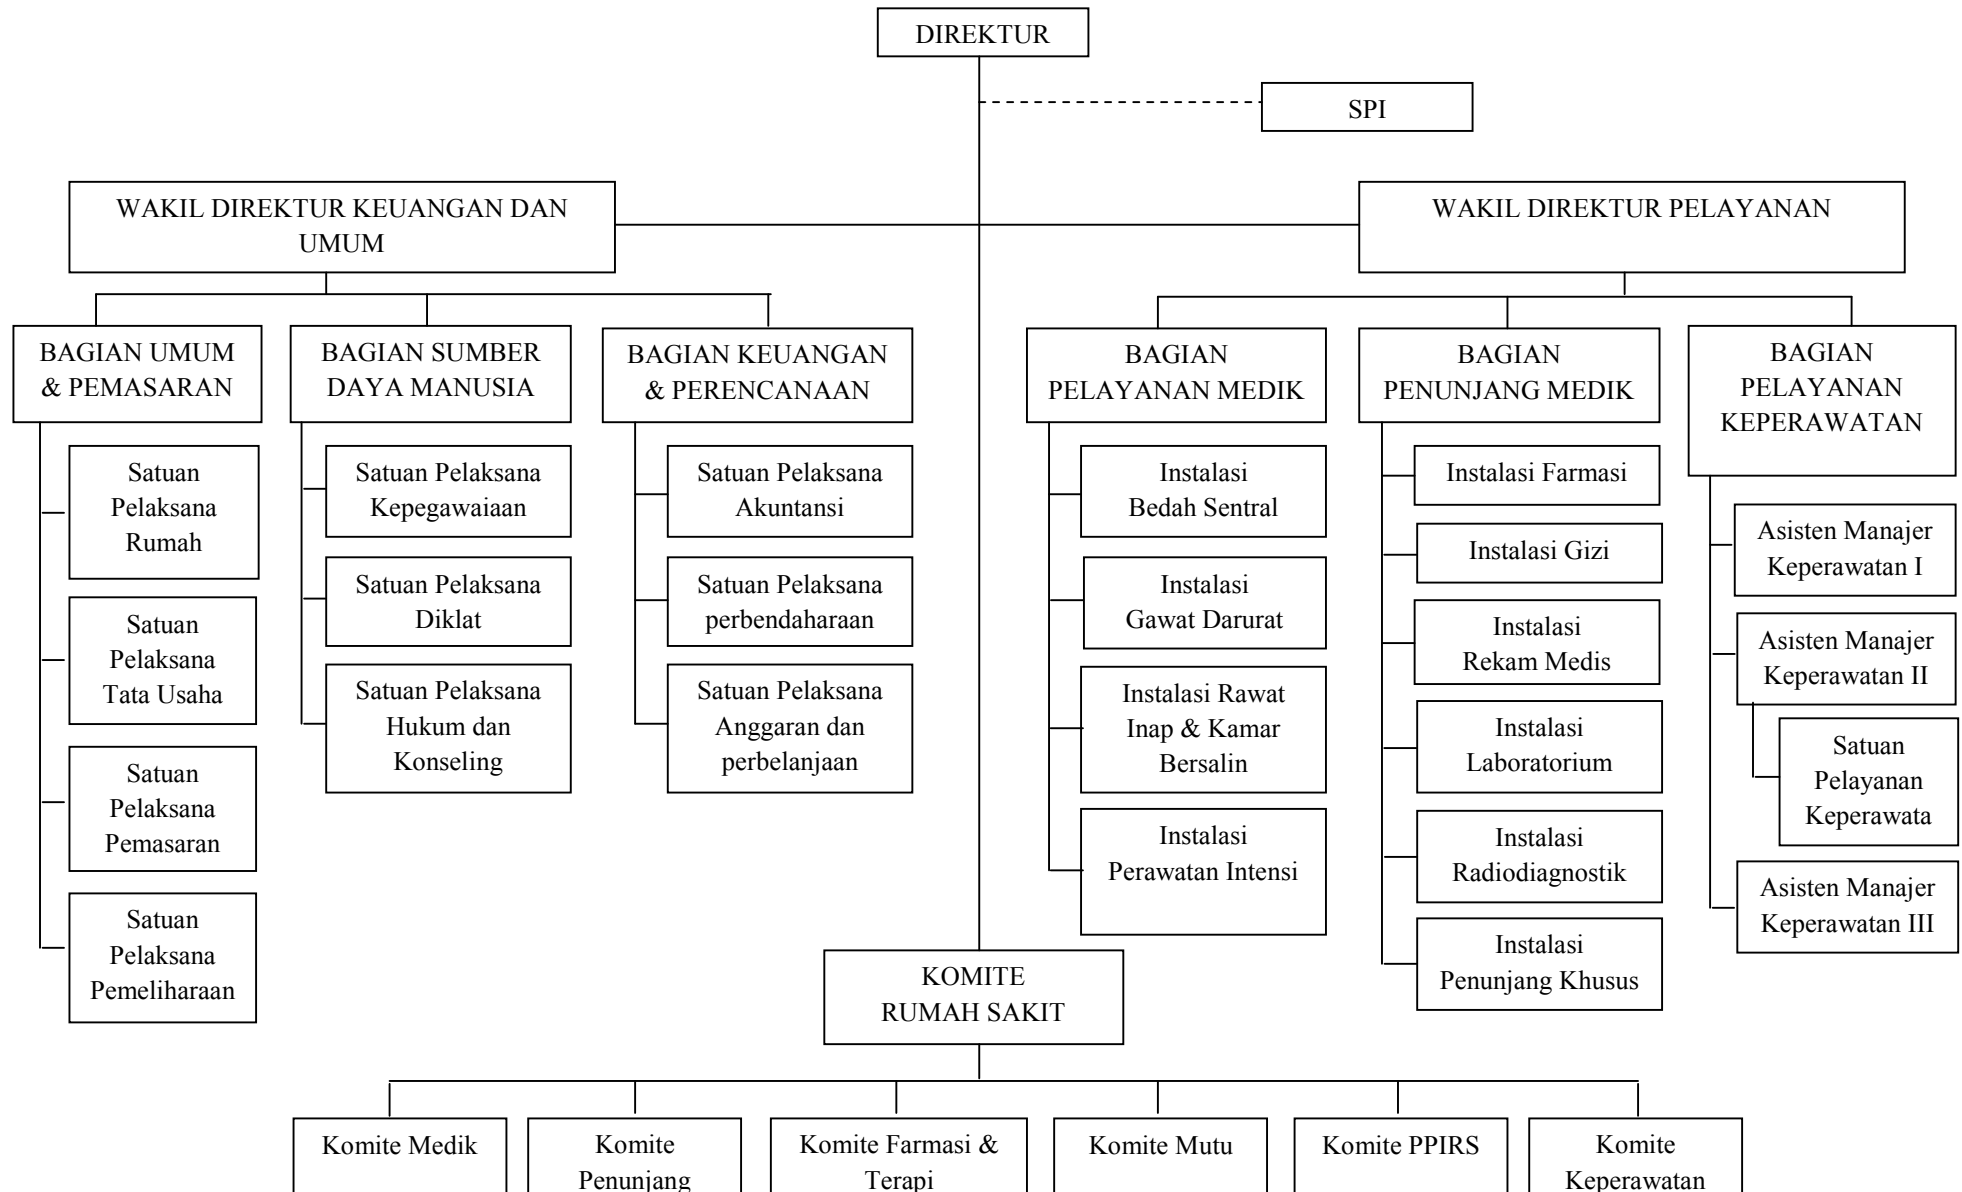 DIREKTUR
SPI
WAKIL DIREKTUR KEUANGAN DAN
UMUM
WAKIL DIREKTUR PELAYANAN
BAGIAN UMUM
& PEMASARAN
BAGIAN SUMBER
DAYA MANUSIA
BAGIAN KEUANGAN
& PERENCANAAN
BAGIAN
PELAYANAN MEDIK
BAGIAN
PENUNJANG MEDIK
BAGIAN
PELAYANAN
KEPERAWATAN
Satuan
Pelaksana
Rumah
Satuan
Pelaksana
Tata Usaha
Satuan
Pelaksana
Pemasaran
Satuan
Pelaksana
Pemeliharaan
Satuan Pelaksana
Kepegawaiaan
Satuan Pelaksana
Diklat
Satuan Pelaksana
Hukum dan
Konseling
Satuan Pelaksana
Akuntansi
Satuan Pelaksana
perbendaharaan
Satuan Pelaksana
Anggaran dan
perbelanjaan
Instalasi
Bedah Sentral
Instalasi
Gawat Darurat
Instalasi Rawat
Inap & Kamar
Bersalin
Instalasi
Perawatan Intensi
Instalasi Farmasi
Instalasi Gizi
Instalasi
Rekam Medis
Instalasi
Laboratorium
Instalasi
Radiodiagnostik
Instalasi
Penunjang Khusus
Asisten Manajer
Keperawatan I
Asisten Manajer
Keperawatan II
Satuan
Pelayanan
Keperawata
Asisten Manajer
Keperawatan III
KOMITE
RUMAH SAKIT
Komite Medik
Komite
Penunjang
Komite Farmasi &
Terapi
Komite Mutu
Komite PPIRS
Komite
Keperawatan